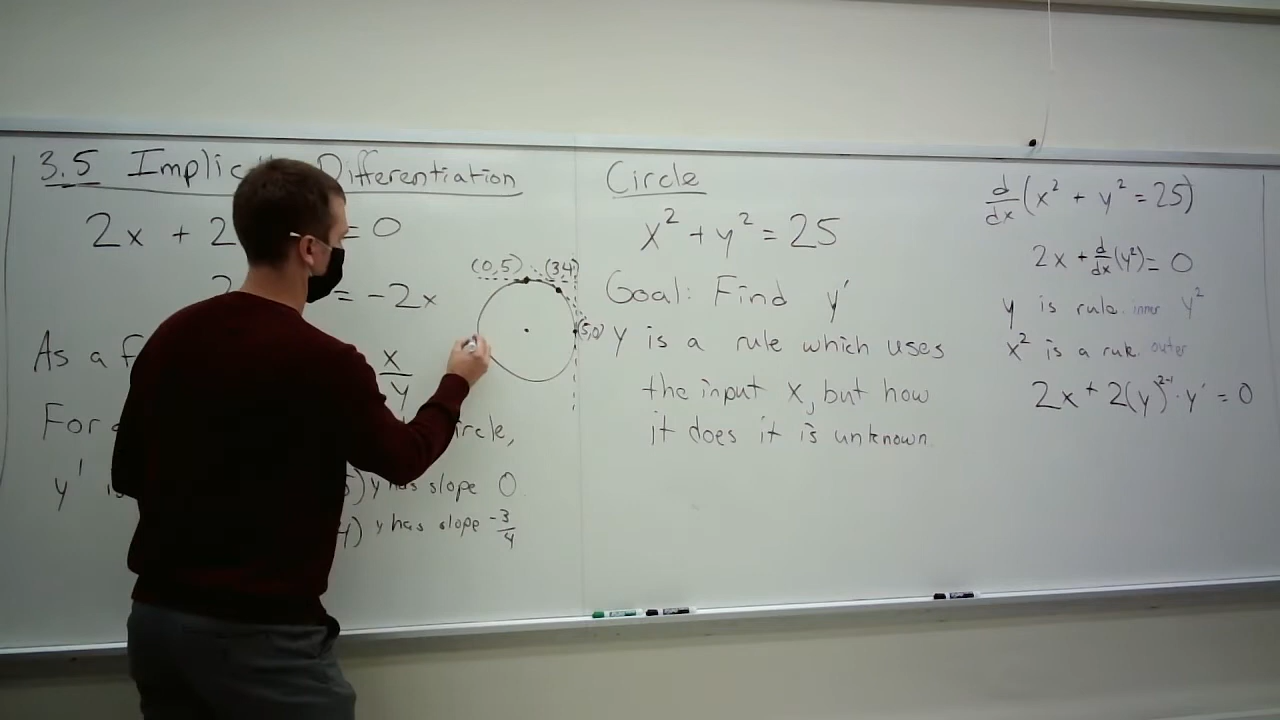 3.5 Implic Differentiation
2x + 2 = 0
= -2x
As a f x/y
For ircle,
y' is ) y has slope 0
4) y has slope -3/4
(0,5) (3,4)
(5,0)
Circle
x² + y² = 25
Goal: Find y'
y is a rule which uses
the input x, but how
it does it is unknown
d/dx (x² + y² = 25)
2x + d/dx (y²) = 0
y is rule inner y²
x² is a rule outer
2x + 2(y)²⁻¹ · y' = 0